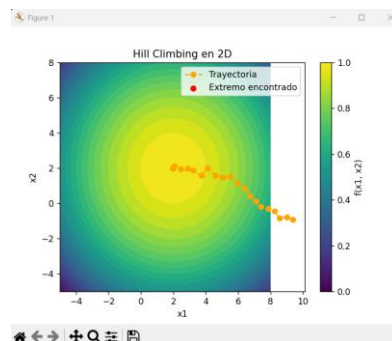 Figure 1
Hill Climbing en 2D
Trayectoria
Extremo encontrado
8
6
4
2
0
−2
−4
x2
−4 −2 0 2 4 6 8 10
x1
1.0
0.8
0.6
0.4
0.2
0.0
f(x1, x2)